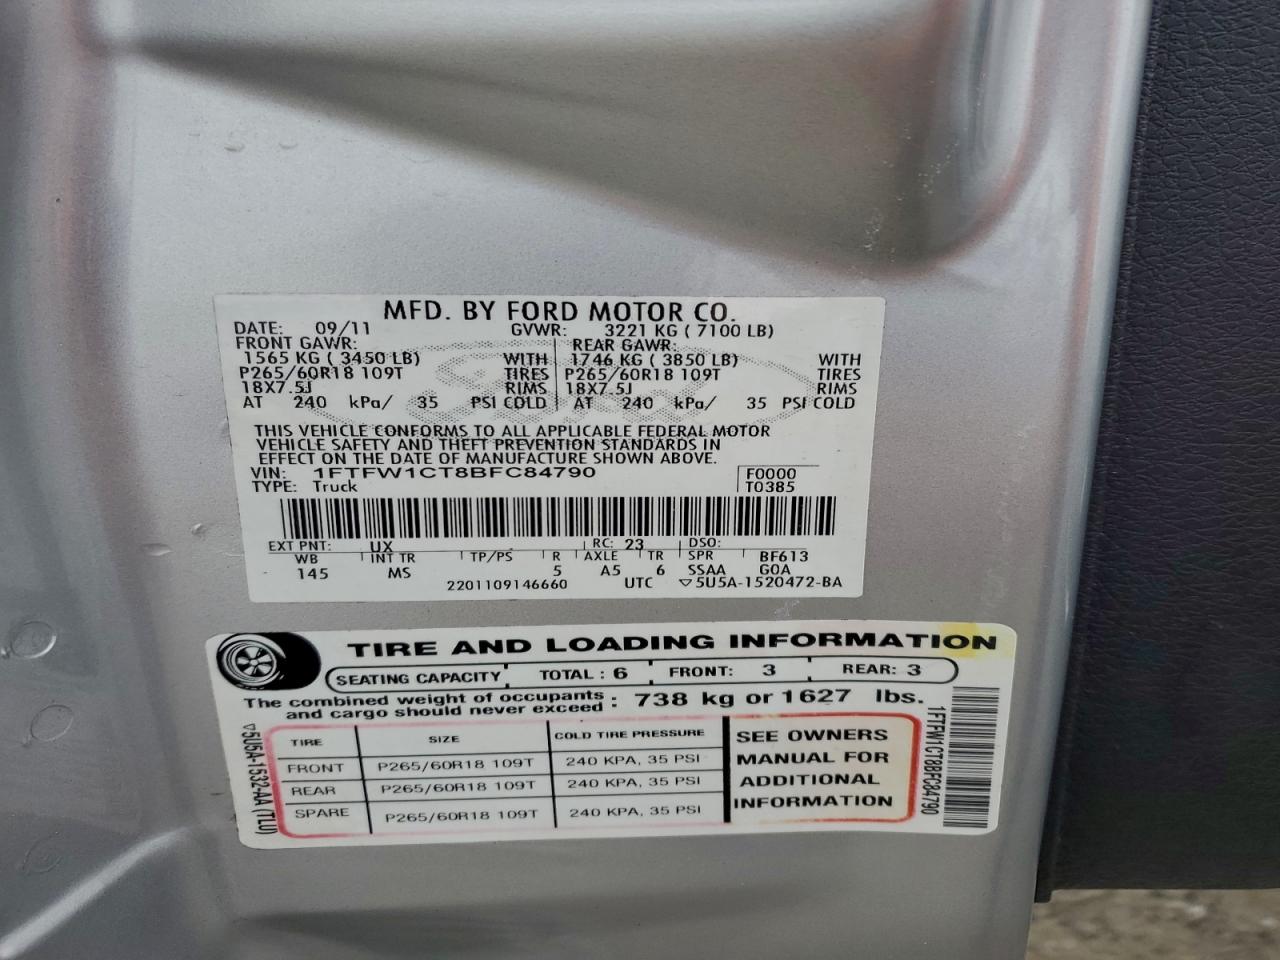 MFD. BY FORD MOTOR CO.
DATE: 09/11 GVWR: 3221 KG ( 7100 LB)
FRONT GAWR: REAR GAWR:
1565 KG ( 3450 LB) WITH 1746 KG ( 3850 LB) WITH
P265/60R18 109T TIRES P265/60R18 109T TIRES
18X7.5J RIMS 18X7.5J RIMS
AT 240 kPa/ 35 PSI COLD AT 240 kPa/ 35 PSI COLD
THIS VEHICLE CONFORMS TO ALL APPLICABLE FEDERAL MOTOR
VEHICLE SAFETY AND THEFT PREVENTION STANDARDS IN
EFFECT ON THE DATE OF MANUFACTURE SHOWN ABOVE.
VIN: 1FTFW1CT8BFC84790 F0000
TYPE: Truck T0385
EXT PNT: UX RC: 23 DSO:
WB INT TR TP/PS R AXLE TR SPR BF613
145 MS 5 A5 6 SSAA G0A
2201109146660 UTC ▽5U5A-1520472-BA
TIRE AND LOADING INFORMATION
SEATING CAPACITY TOTAL : 6 FRONT: 3 REAR: 3
The combined weight of occupants
and cargo should never exceed : 738 kg or 1627 lbs.
TIRE SIZE COLD TIRE PRESSURE
FRONT P265/60R18 109T 240 KPA, 35 PSI
REAR P265/60R18 109T 240 KPA, 35 PSI
SPARE P265/60R18 109T 240 KPA, 35 PSI
SEE OWNERS
MANUAL FOR
ADDITIONAL
INFORMATION
▽5U5A-1532-AA (TLU)
1FTFW1CT8BFC84790